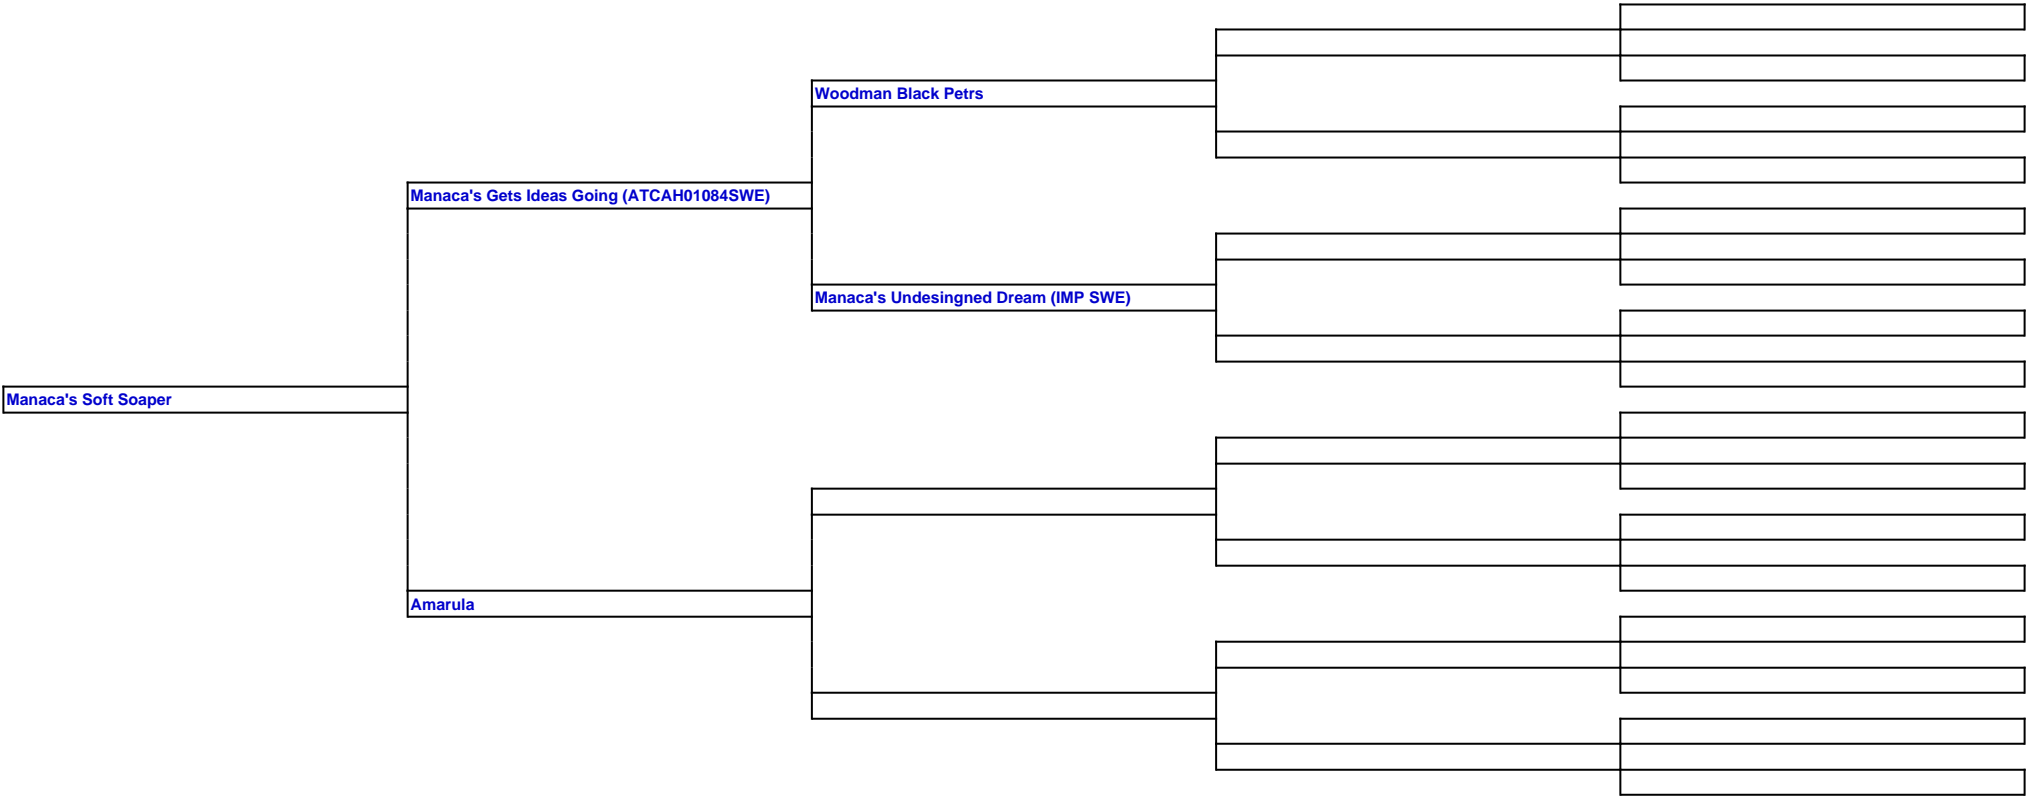 Woodman Black Petrs
Manaca's Gets Ideas Going (ATCAH01084SWE)
Manaca's Undesingned Dream (IMP SWE)
Manaca's Soft Soaper
Amarula